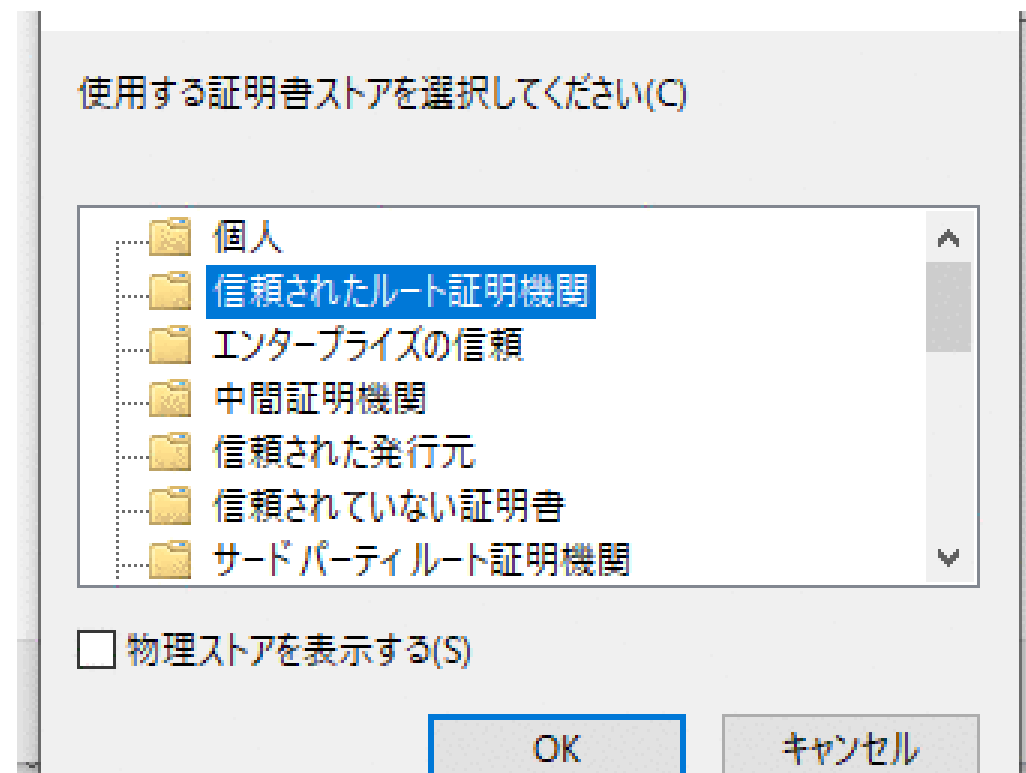 使用する証明書ストアを選択してください(C)
個人
信頼されたルート証明機関
エンタープライズの信頼
中間証明機関
信頼された発行元
信頼されていない証明書
サード パーティ ルート証明機関
物理ストアを表示する(S)
OK
キャンセル